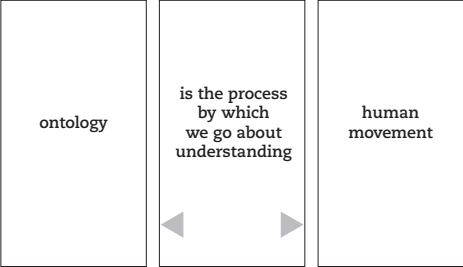 ontology
is the process
by which
we go about
understanding
human
movement